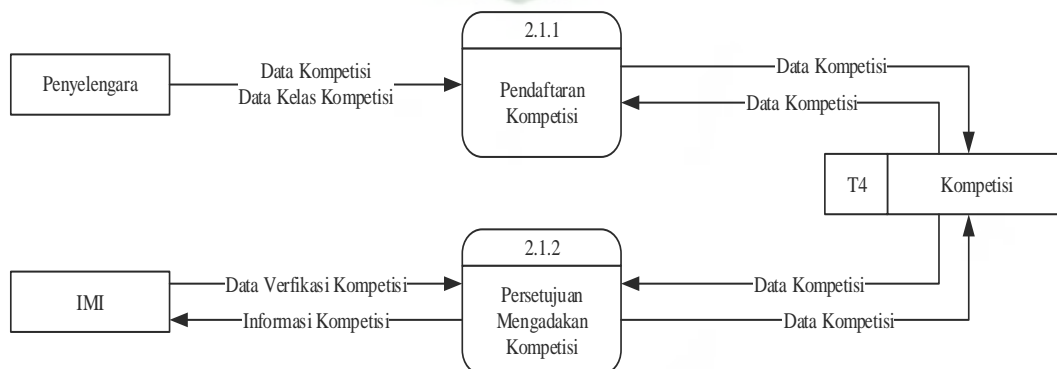 2.1.1
Penyelengara
Data Kompetisi
Data Kelas Kompetisi
Pendaftaran
Kompetisi
Data Kompetisi
Data Kompetisi
T4
Kompetisi
2.1.2
IMI
Data Verfikasi Kompetisi
Informasi Kompetisi
Persetujuan
Mengadakan
Kompetisi
Data Kompetisi
Data Kompetisi